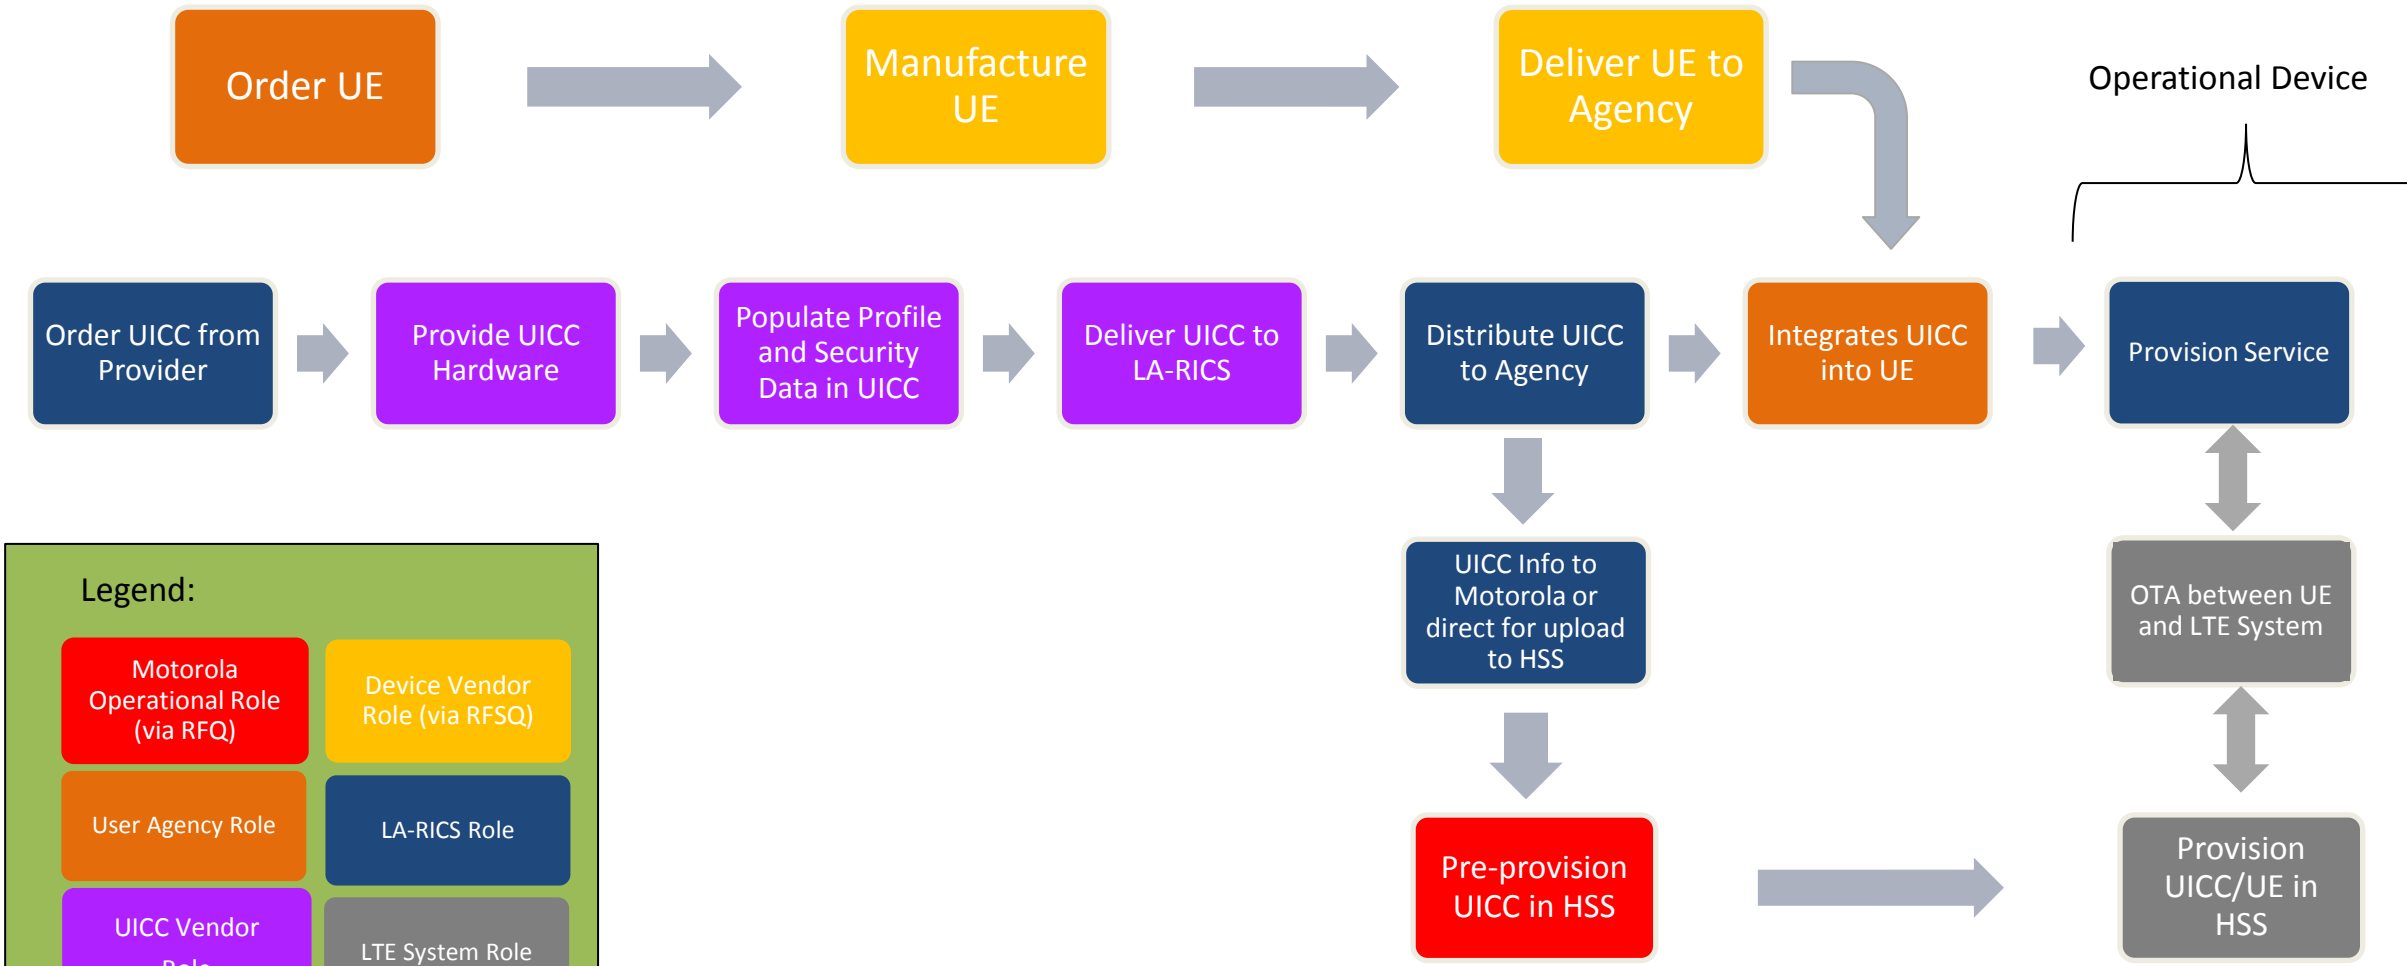 Order UE
Manufacture
UE
Deliver UE to
Agency
Operational Device
Order UICC from
Provider
Provide UICC
Hardware
Populate Profile
and Security
Data in UICC
Deliver UICC to
LA-RICS
Distribute UICC
to Agency
Integrates UICC
into UE
Provision Service
UICC Info to
Motorola or
direct for upload
to HSS
OTA between UE
and LTE System
Pre-provision
UICC in HSS
Provision
UICC/UE in
HSS
Legend:
Motorola
Operational Role
(via RFQ)
Device Vendor
Role (via RFSQ)
User Agency Role
LA-RICS Role
UICC Vendor
Role
LTE System Role